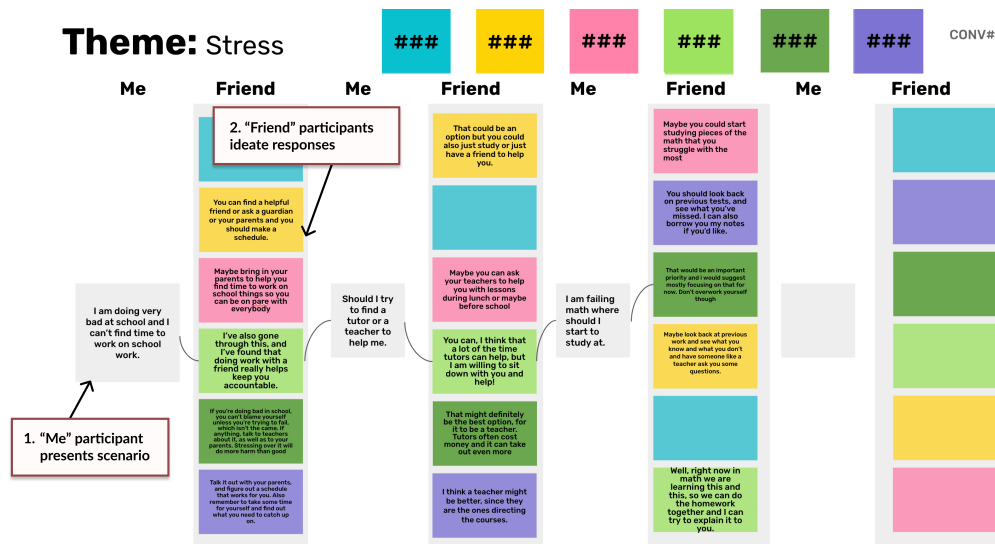 Theme: Stress
###
###
###
###
###
###
CONV#
Me
Friend
Me
Friend
Me
Friend
Me
Friend
I am doing very
bad at school and I
can't find time to
work on school
work.
1. "Me" participant
presents scenario
2. "Friend" participants
ideate responses
You can find a helpful
friend or ask a guardian
or your parents and you
should make a
schedule.
Maybe bring in your
parents to help you
find time to work on
school things so you
can be on pare with
everybody
I've also gone
through this, and
I've found that
doing work with a
friend really helps
keep you
accountable.
If you're doing bad in school,
you can't blame yourself
unless you're trying to fail,
which isn't the came. If
anything, talk to teachers
about it, as well as to your
parents. Stressing over it will
do more harm than good
Talk it out with your parents,
and figure out a schedule
that works for you. Also
remember to take some time
for yourself and find out
what you need to catch up
on.
Should I try
to find a
tutor or a
teacher to
help me.
That could be an
option but you could
also just study or just
have a friend to help
you.
Maybe you can ask
your teachers to help
you with lessons
during lunch or maybe
before school
You can, I think that
a lot of the time
tutors can help, but
I am willing to sit
down with you and
help!
That might definitely
be the best option, for
it to be a teacher.
Tutors often cost
money and it can take
out even more
I think a teacher might
be better, since they
are the ones directing
the courses.
I am failing
math where
should I
start to
study at.
Maybe you could start
studying pieces of the
math that you
struggle with the
most
You should look back
on previous tests, and
see what you've
missed. I can also
borrow you my notes
if you'd like.
That would be an important
priority and i would suggest
mostly focusing on that for
now. Don't overwork yourself
though
Maybe look back at previous
work and see what you
know and what you don't
and have someone like a
teacher ask you some
questions.
Well, right now in
math we are
learning this and
this, so we can do
the homework
together and I can
try to explain it to
you.